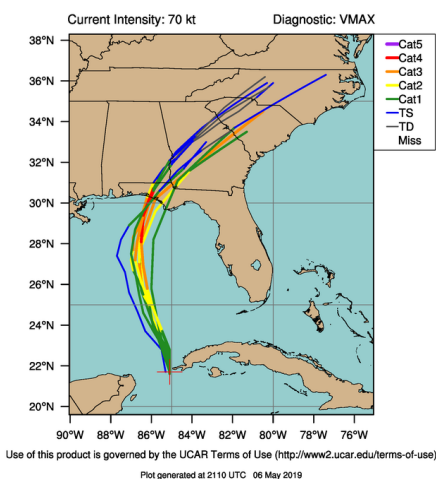 Current Intensity: 70 kt Diagnostic: VMAX
38°N
36°N
34°N
32°N
30°N
28°N
26°N
24°N
22°N
20°N
90°W 88°W 86°W 84°W 82°W 80°W 78°W 76°W
Cat5
Cat4
Cat3
Cat2
Cat1
TS
TD
Miss
Use of this product is governed by the UCAR Terms of Use (http://www2.ucar.edu/terms-of-use)
Plot generated at 2110 UTC 06 May 2019